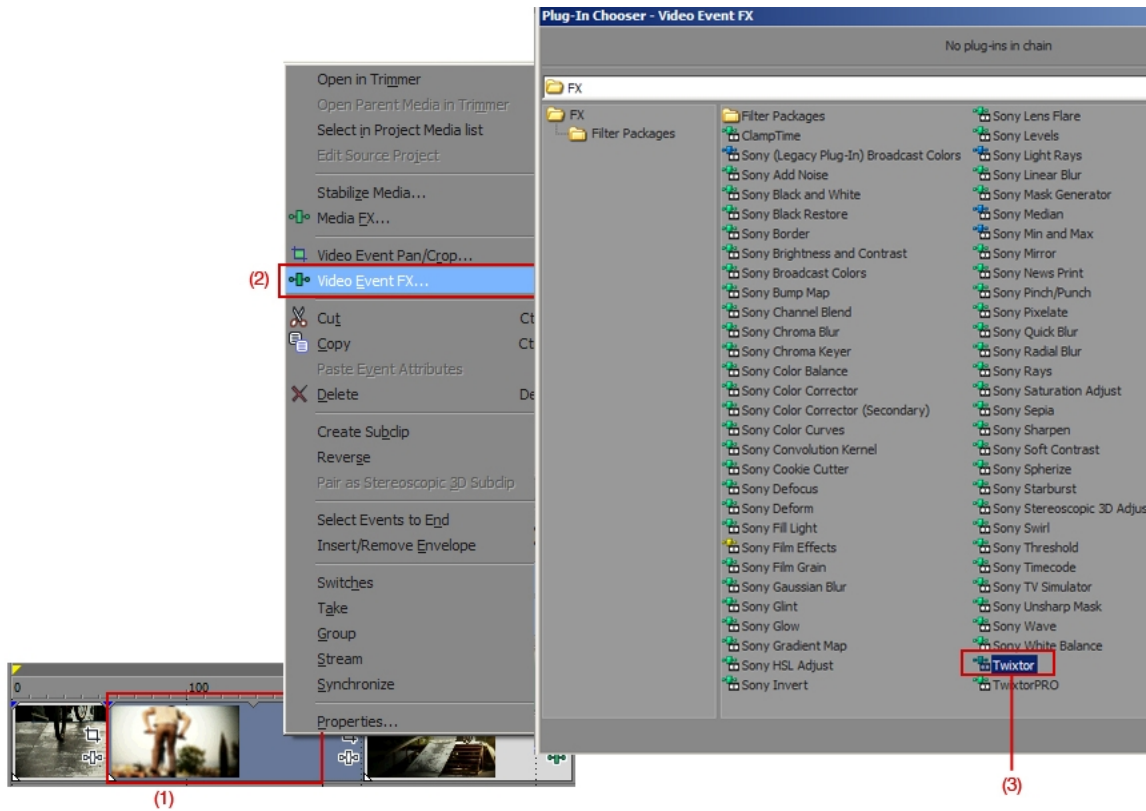 Plug-In Chooser - Video Event FX
No plug-ins in chain
FX
FX
Filter Packages
Open in Trimmer
Open Parent Media in Trimmer
Select in Project Media list
Edit Source Project
Stabilize Media...
Media FX...
Video Event Pan/Crop...
(2)
Video Event FX...
Cut Ct
Copy Ct
Paste Event Attributes
Delete De
Create Subclip
Reverse
Pair as Stereoscopic 3D Subclip
Select Events to End
Insert/Remove Envelope
Switches
Take
Group
Stream
Synchronize
Properties...
Filter Packages
ClampTime
Sony (Legacy Plug-In) Broadcast Colors
Sony Add Noise
Sony Black and White
Sony Black Restore
Sony Border
Sony Brightness and Contrast
Sony Broadcast Colors
Sony Bump Map
Sony Channel Blend
Sony Chroma Blur
Sony Chroma Keyer
Sony Color Balance
Sony Color Corrector
Sony Color Corrector (Secondary)
Sony Color Curves
Sony Convolution Kernel
Sony Cookie Cutter
Sony Defocus
Sony Deform
Sony Fill Light
Sony Film Effects
Sony Film Grain
Sony Gaussian Blur
Sony Glint
Sony Glow
Sony Gradient Map
Sony HSL Adjust
Sony Invert
Sony Lens Flare
Sony Levels
Sony Light Rays
Sony Linear Blur
Sony Mask Generator
Sony Median
Sony Min and Max
Sony Mirror
Sony News Print
Sony Pinch/Punch
Sony Pixelate
Sony Quick Blur
Sony Radial Blur
Sony Rays
Sony Saturation Adjust
Sony Sepia
Sony Sharpen
Sony Soft Contrast
Sony Spherize
Sony Starburst
Sony Stereoscopic 3D Adjus
Sony Swirl
Sony Threshold
Sony Timecode
Sony TV Simulator
Sony Unsharp Mask
Sony Wave
Sony White Balance
Twixtor
TwixtorPRO
0
100
(1)
(3)